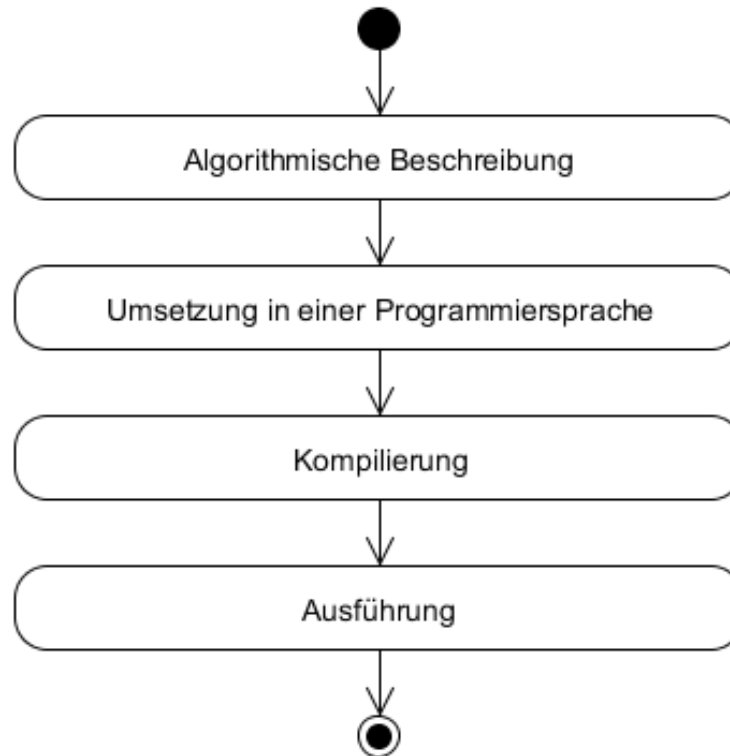 Algorithmische Beschreibung
Umsetzung in einer Programmiersprache
Kompilierung
Ausführung